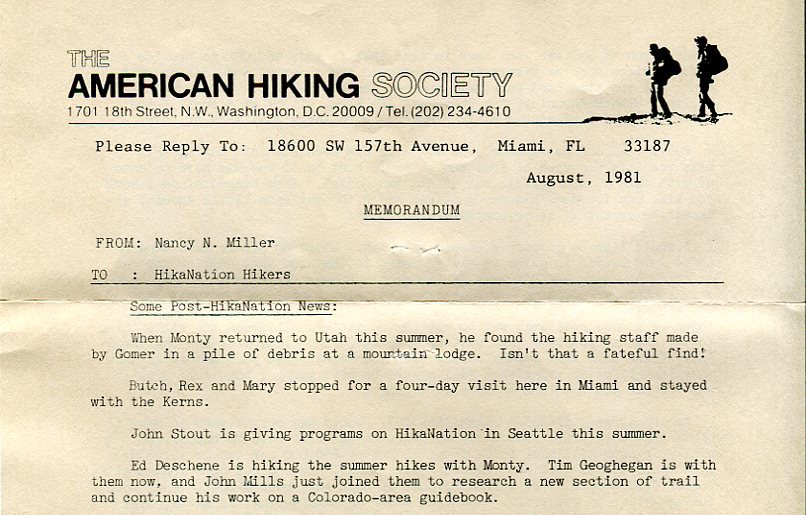 THE
AMERICAN HIKING SOCIETY
1701 18th Street, N.W., Washington, D.C. 20009 / Tel. (202) 234-4610
Please Reply To: 18600 SW 157th Avenue, Miami, FL 33187
August, 1981
MEMORANDUM
FROM: Nancy N. Miller
TO : HikaNation Hikers
Some Post-HikaNation News:
When Monty returned to Utah this summer, he found the hiking staff made
by Gomer in a pile of debris at a mountain lodge. Isn't that a fateful find!
Butch, Rex and Mary stopped for a four-day visit here in Miami and stayed
with the Kerns.
John Stout is giving programs on HikaNation in Seattle this summer.
Ed Deschene is hiking the summer hikes with Monty. Tim Geoghegan is with
them now, and John Mills just joined them to research a new section of trail
and continue his work on a Colorado-area guidebook.